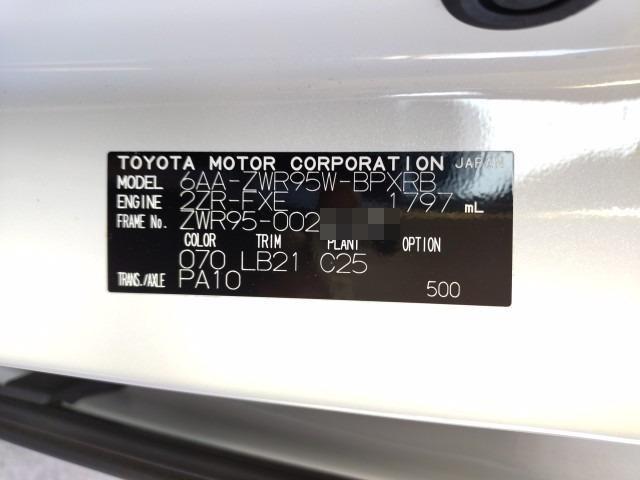 TOYOTA MOTOR CORPORATION JAPAN
MODEL 6AA-ZWR95W-BPXRB
ENGINE 2ZR-FXE 1797 mL
FRAME No. ZWR95-002
COLOR TRIM PLANT OPTION
070 LB21 C25
TRANS./AXLE PA10 500